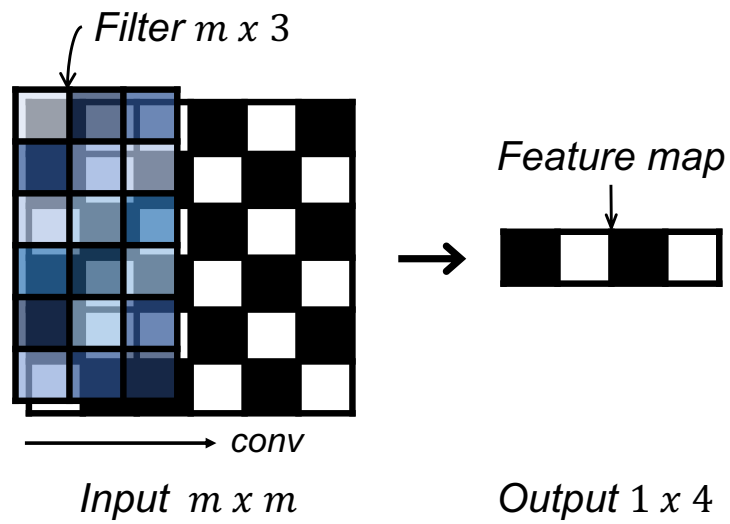 Filter m x 3
Feature map
conv
Input m x m
Output 1 x 4